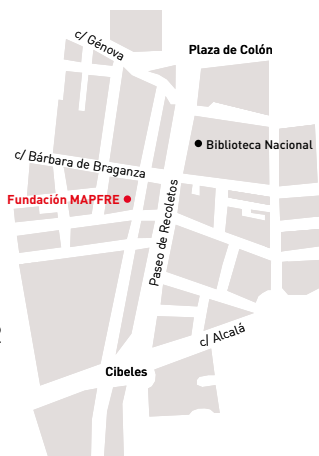 c/ Génova
Plaza de Colón
Biblioteca Nacional
c/ Bárbara de Braganza
Fundación MAPFRE
Paseo de Recoletos
c/ Alcalá
Cibeles